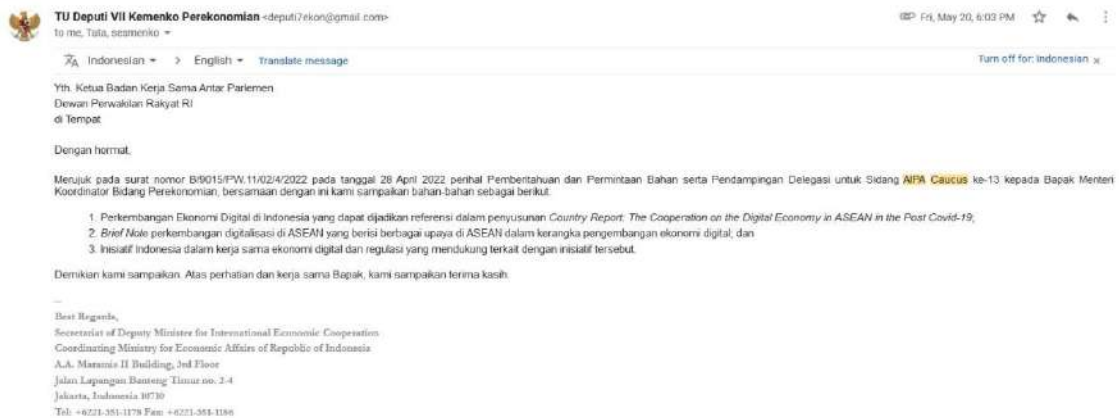 TU Deputi VII Kemenko Perekonomian <deputi7ekon@gmail.com>
Fri, May 20, 6:03 PM
to me, Tata, sesmenko
Indonesian > English Translate message
Turn off for: Indonesian x
Yth. Ketua Badan Kerja Sama Antar Parlemen
Dewan Perwakilan Rakyat RI
di Tempat
Dengan hormat,
Merujuk pada surat nomor B/9015/PW.11/02/4/2022 pada tanggal 28 April 2022 perihal Pemberitahuan dan Permintaan Bahan serta Pendampingan Delegasi untuk Sidang AIPA Caucus ke-13 kepada Bapak Menteri
Koordinator Bidang Perekonomian, bersamaan dengan ini kami sampaikan bahan-bahan sebagai berikut:
1. Perkembangan Ekonomi Digital di Indonesia yang dapat dijadikan referensi dalam penyusunan Country Report: The Cooperation on the Digital Economy in ASEAN in the Post Covid-19;
2. Brief Note perkembangan digitalisasi di ASEAN yang berisi berbagai upaya di ASEAN dalam kerangka pengembangan ekonomi digital; dan
3. Inisiatif Indonesia dalam kerja sama ekonomi digital dan regulasi yang mendukung terkait dengan inisiatif tersebut.
Demikian kami sampaikan. Atas perhatian dan kerja sama Bapak, kami sampaikan terima kasih.
--
Best Regards,
Secretariat of Deputy Minister for International Economic Cooperation
Coordinating Ministry for Economic Affairs of Republic of Indonesia
A.A. Maramis II Building, 3rd Floor
Jalan Lapangan Banteng Timur no. 2-4
Jakarta, Indonesia 10710
Tel: +6221-351-1178 Fax: +6221-351-1186